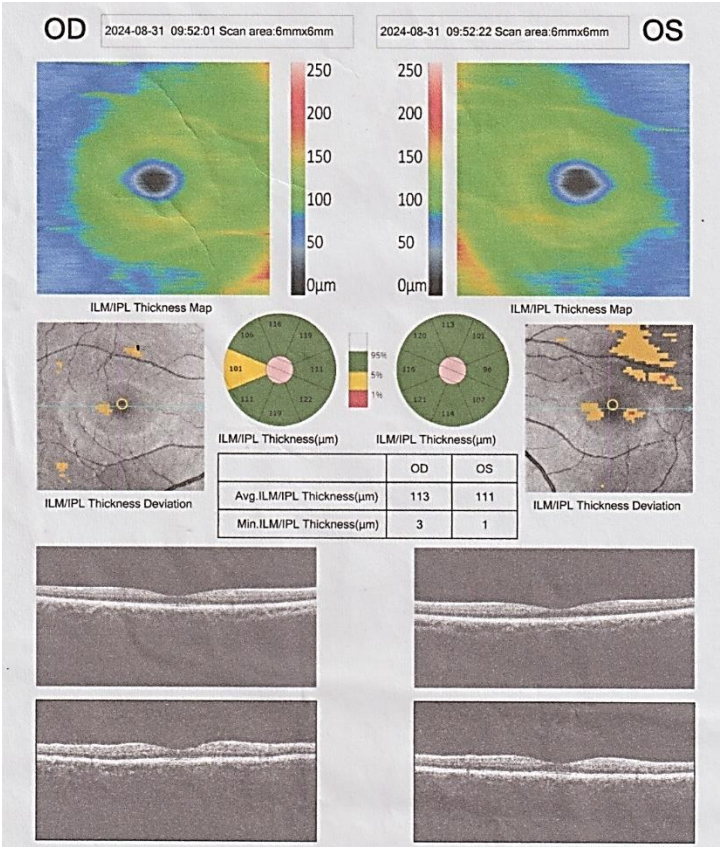 OD
2024-08-31 09:52:01 Scan area:6mmx6mm
2024-08-31 09:52:22 Scan area:6mmx6mm
OS
250
200
150
100
50
0µm
250
200
150
100
50
0µm
ILM/IPL Thickness Map
ILM/IPL Thickness Map
116
109
119
101
111
111
122
119
95%
5%
1%
113
120
101
116
96
121
107
114
ILM/IPL Thickness(µm)
ILM/IPL Thickness(µm)
ILM/IPL Thickness Deviation
ILM/IPL Thickness Deviation
OD OS
Avg.ILM/IPL Thickness(µm) 113 111
Min.ILM/IPL Thickness(µm) 3 1